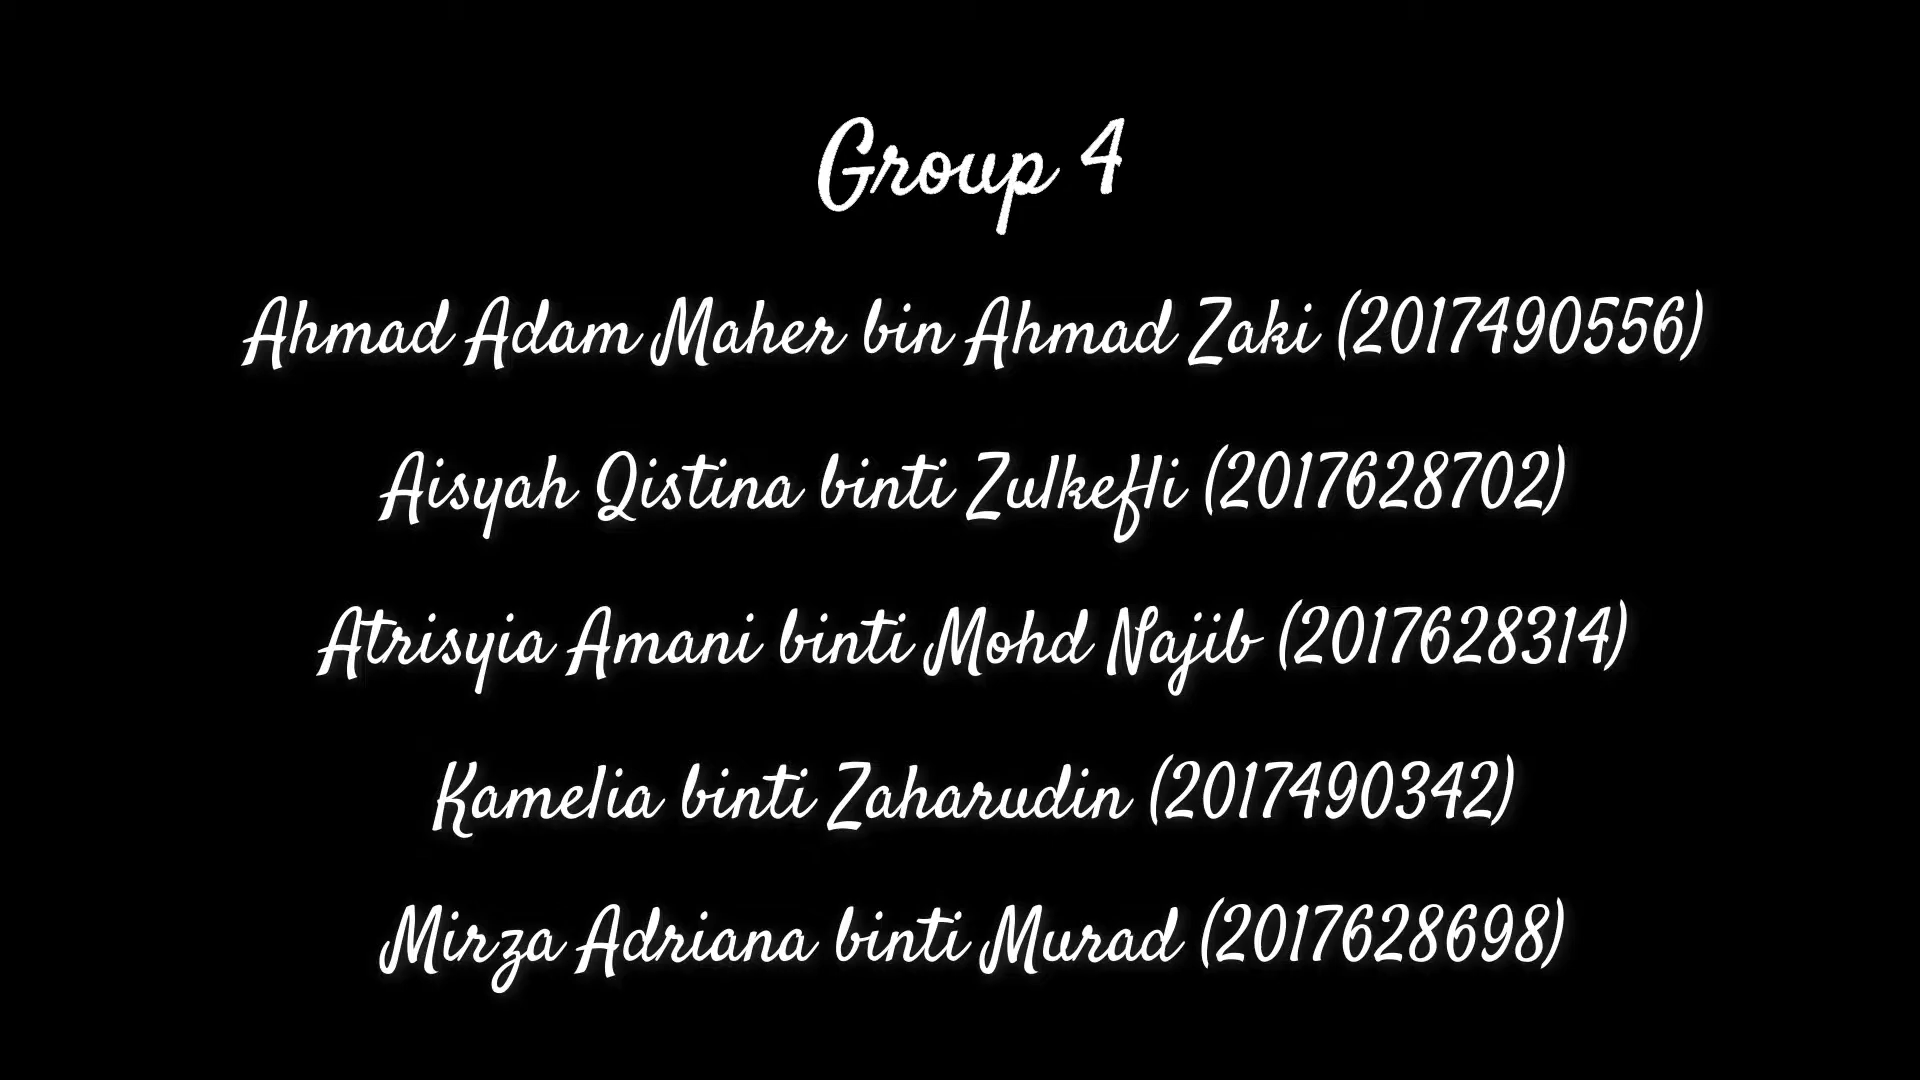 Group 4
Ahmad Adam Maher bin Ahmad Zaki (2017490556)
Aisyah Qistina binti Zulkefli (2017628702)
Atrisyia Amani binti Mohd Najib (2017628314)
Kamelia binti Zaharudin (2017490342)
Mirza Adriana binti Murad (2017628698)